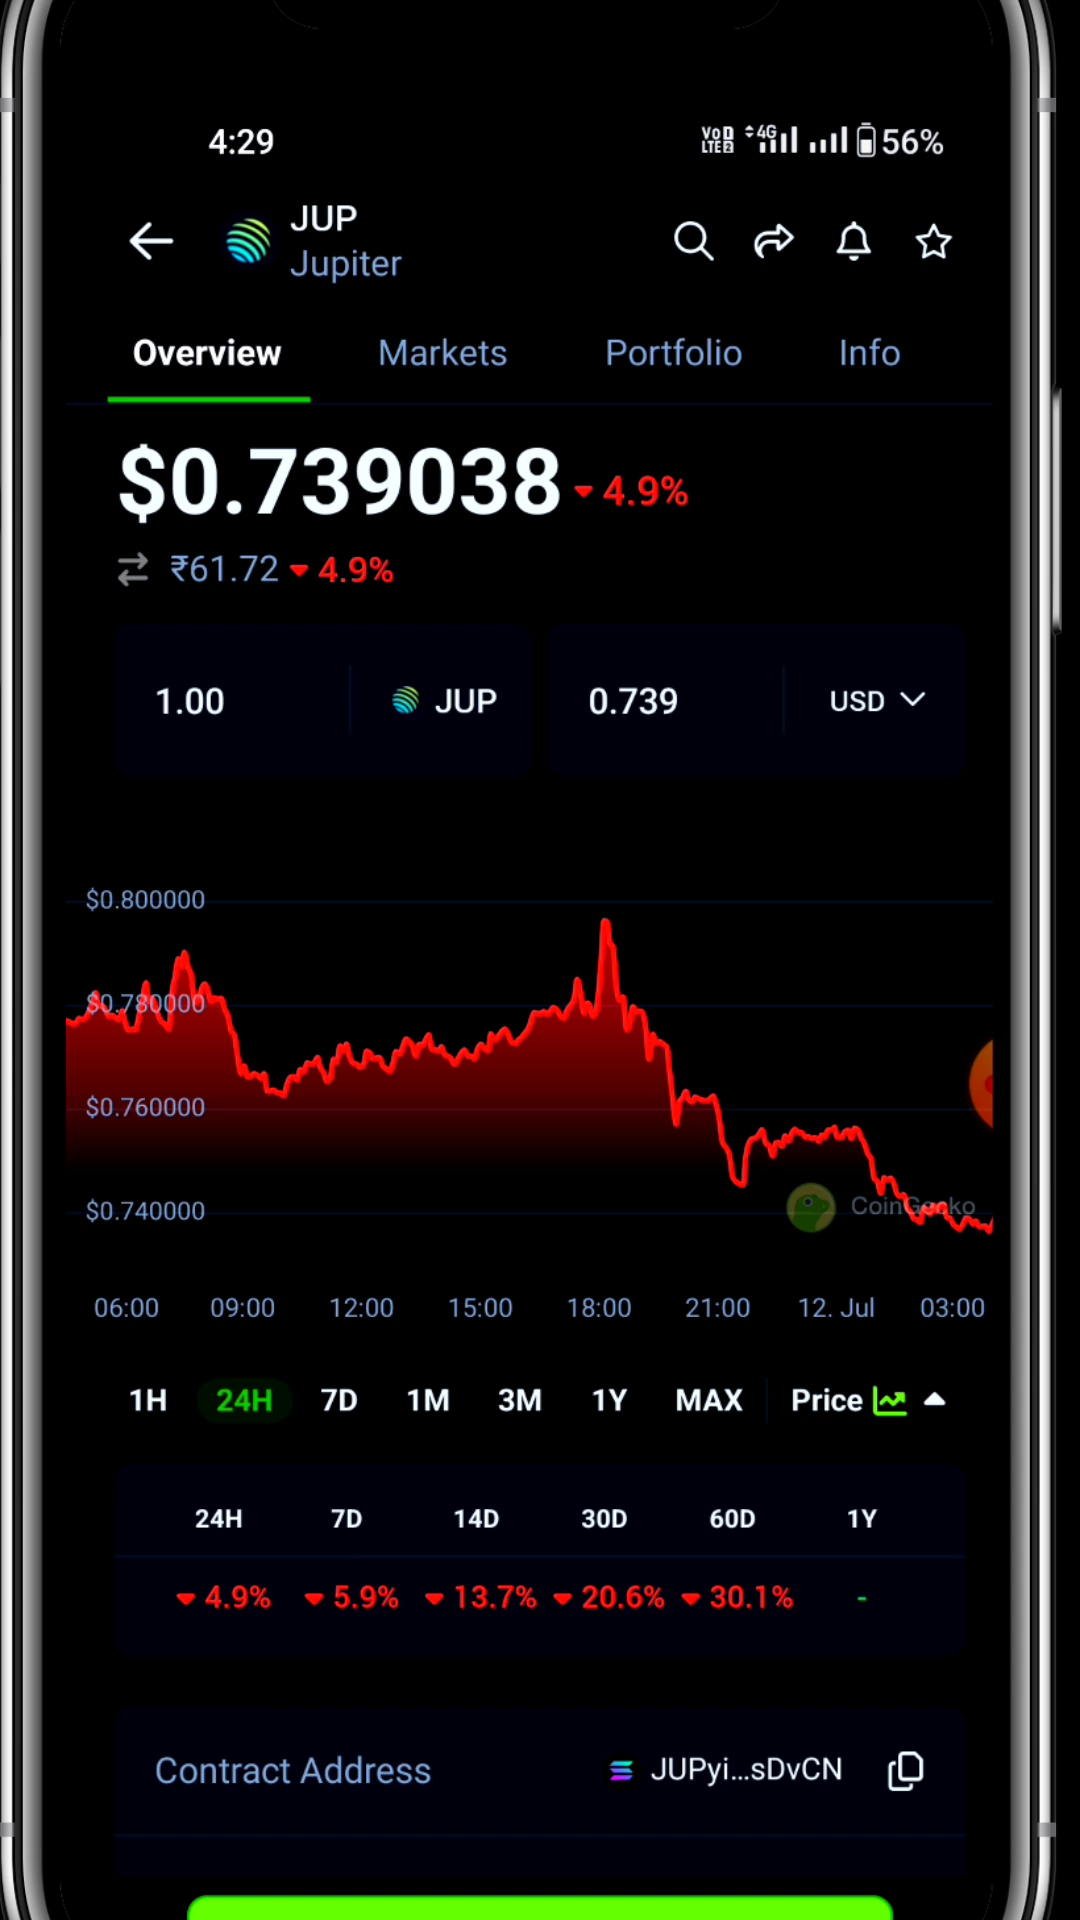 4:29 VoD LTE2 4G 56%
JUP
Jupiter
Overview Markets Portfolio Info
$0.739038 4.9%
₹61.72 4.9%
1.00 JUP 0.739 USD
$0.800000
$0.780000
$0.760000
$0.740000
CoinGecko
06:00 09:00 12:00 15:00 18:00 21:00 12. Jul 03:00
1H 24H 7D 1M 3M 1Y MAX Price
24H 7D 14D 30D 60D 1Y
4.9% 5.9% 13.7% 20.6% 30.1% -
Contract Address JUPyi...sDvCN